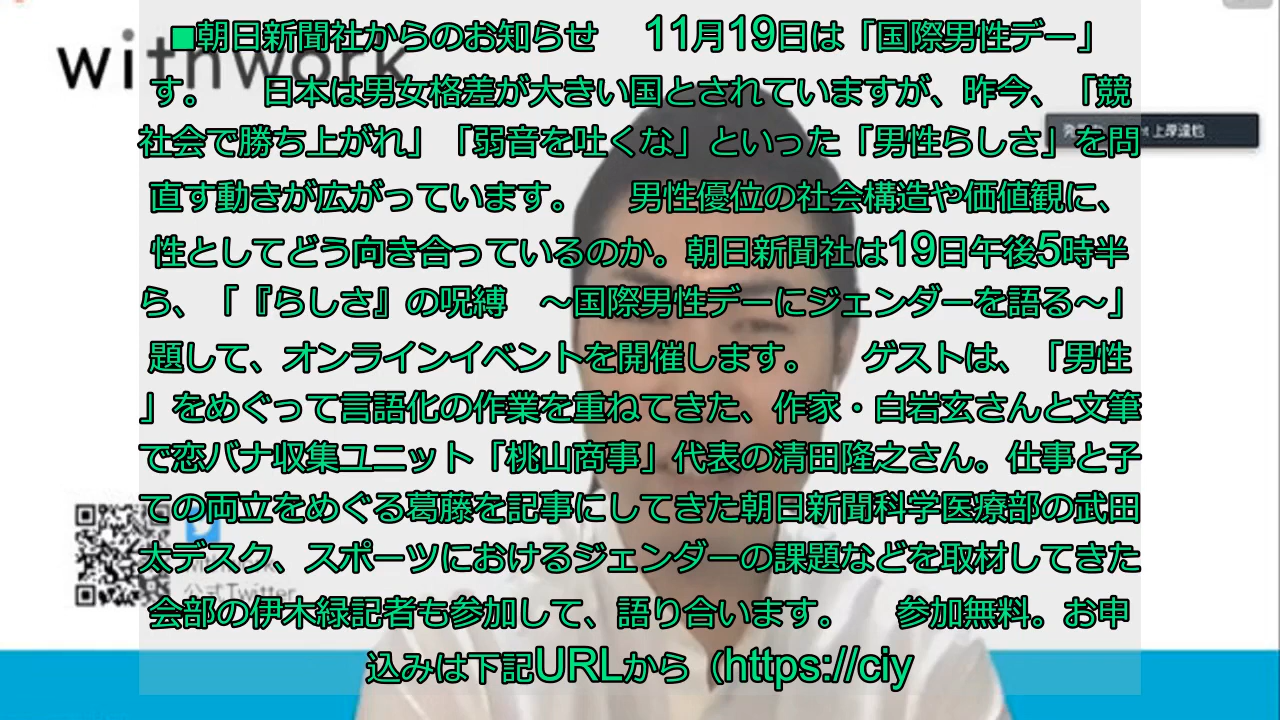 withwork
■朝日新聞社からのお知らせ　11月19日は「国際男性デー」
す。　日本は男女格差が大きい国とされていますが、昨今、「競
社会で勝ち上がれ」「弱音を吐くな」といった「男性らしさ」を問
直す動きが広がっています。　男性優位の社会構造や価値観に、
性としてどう向き合っているのか。朝日新聞社は19日午後5時半
ら、「『らしさ』の呪縛　～国際男性デーにジェンダーを語る～」
題して、オンラインイベントを開催します。　ゲストは、「男性
」をめぐって言語化の作業を重ねてきた、作家・白岩玄さんと文筆
で恋バナ収集ユニット「桃山商事」代表の清田隆之さん。仕事と子
ての両立をめぐる葛藤を記事にしてきた朝日新聞科学医療部の武田
太デスク、スポーツにおけるジェンダーの課題などを取材してきた
会部の伊木緑記者も参加して、語り合います。　参加無料。お申
込みは下記URLから（https://ciy
上原達也
公式Twitter